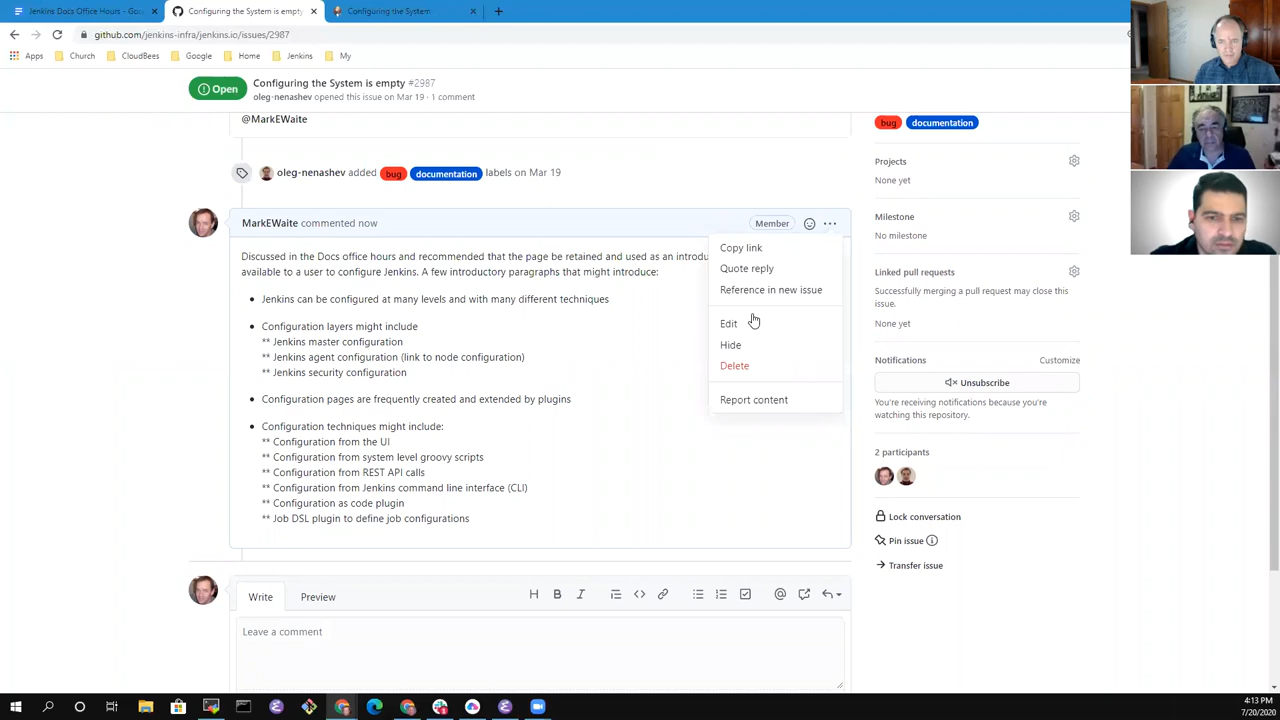 Jenkins Docs Office Hours - Goo
Configuring the System is empty
Configuring the System
github.com/jenkins-infra/jenkins.io/issues/2987
Apps
Church
CloudBees
Google
Home
Jenkins
My
Open
Configuring the System is empty #2987
oleg-nenashev opened this issue on Mar 19 · 1 comment
@MarkEWaite
oleg-nenashev added bug documentation labels on Mar 19
MarkEWaite commented now
Member
Discussed in the Docs office hours and recommended that the page be retained and used as an introdu
available to a user to configure Jenkins. A few introductory paragraphs that might introduce:
• Jenkins can be configured at many levels and with many different techniques
• Configuration layers might include
** Jenkins master configuration
** Jenkins agent configuration (link to node configuration)
** Jenkins security configuration
• Configuration pages are frequently created and extended by plugins
• Configuration techniques might include:
** Configuration from the UI
** Configuration from system level groovy scripts
** Configuration from REST API calls
** Configuration from Jenkins command line interface (CLI)
** Configuration as code plugin
** Job DSL plugin to define job configurations
Copy link
Quote reply
Reference in new issue
Edit
Hide
Delete
Report content
Write
Preview
Leave a comment
bug documentation
Projects
None yet
Milestone
No milestone
Linked pull requests
Successfully merging a pull request may close this
issue.
None yet
Notifications
Customize
Unsubscribe
You're receiving notifications because you're
watching this repository.
2 participants
Lock conversation
Pin issue
Transfer issue
4:13 PM
7/20/2020